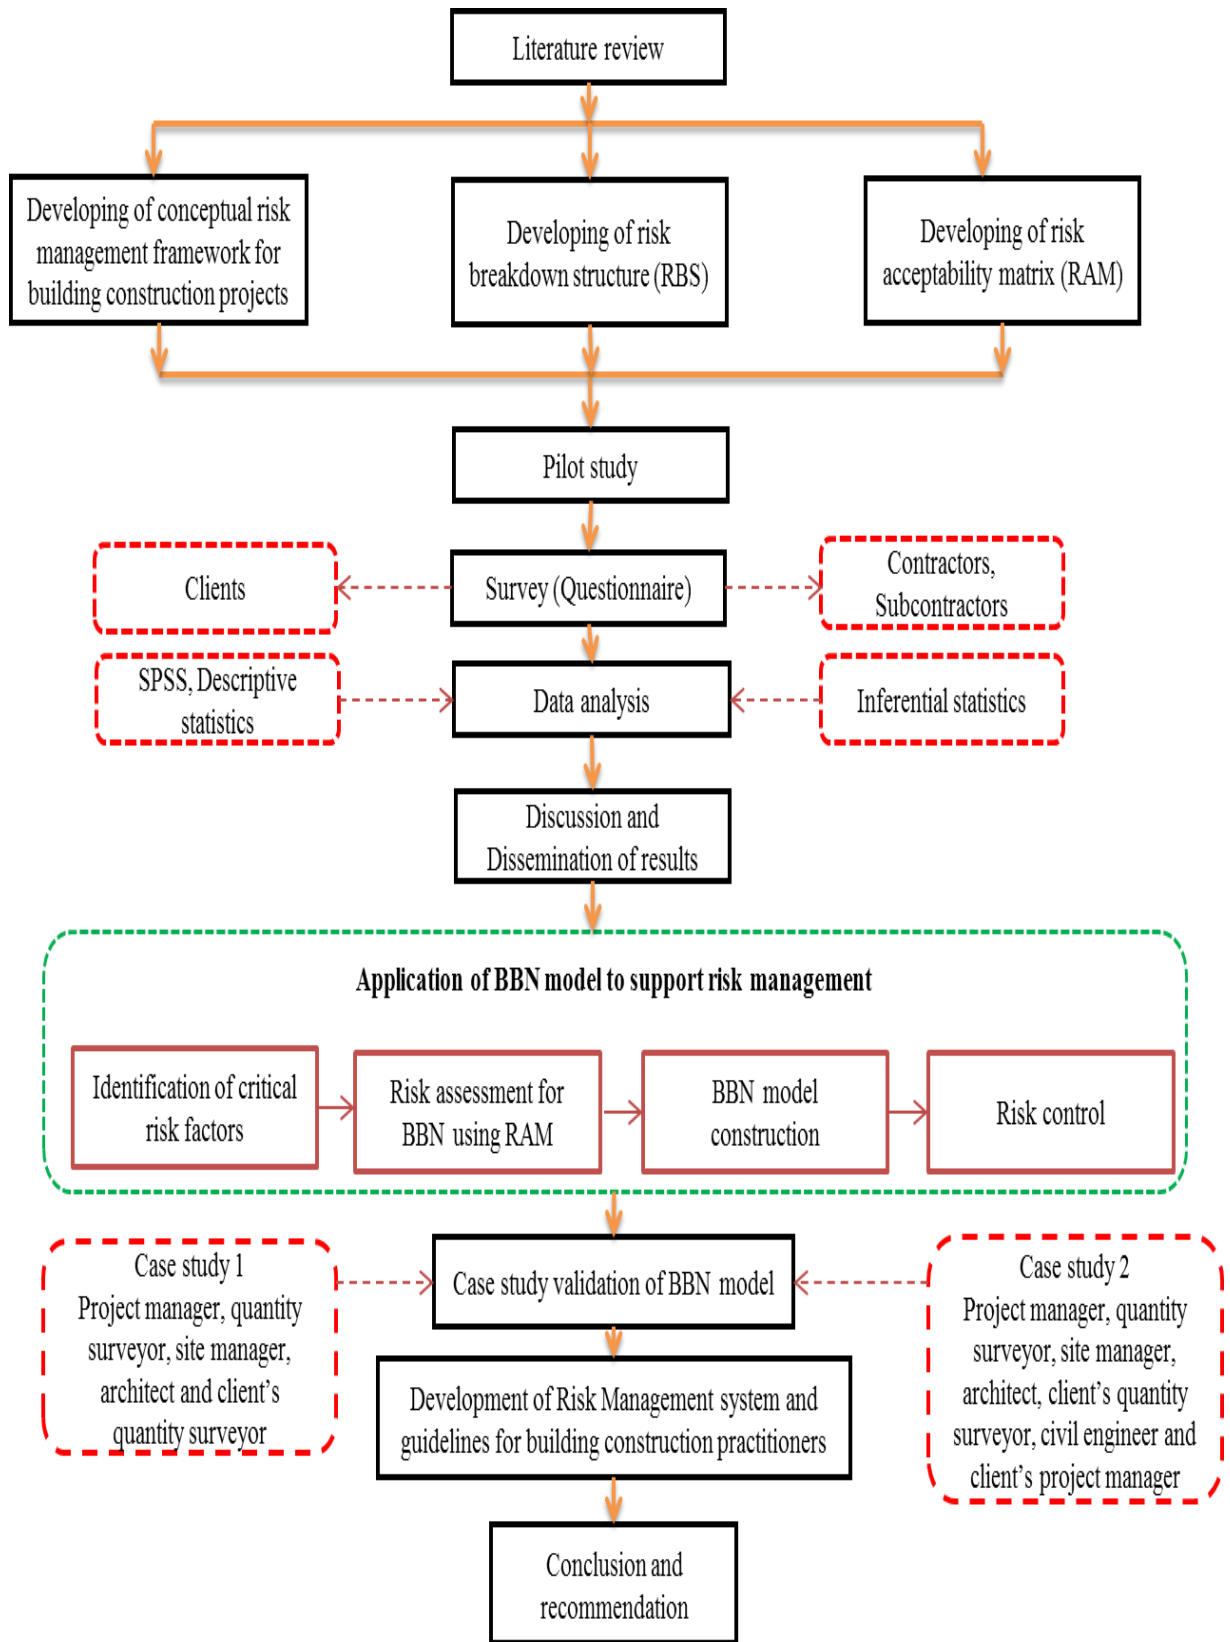 Literature review
Developing of conceptual risk
management framework for
building construction projects
Developing of risk
breakdown structure (RBS)
Developing of risk
acceptability matrix (RAM)
Pilot study
Clients
Survey (Questionnaire)
Contractors,
Subcontractors
SPSS, Descriptive
statistics
Data analysis
Inferential statistics
Discussion and
Dissemination of results
Application of BBN model to support risk management
Identification of critical
risk factors
Risk assessment for
BBN using RAM
BBN model
construction
Risk control
Case study 1
Project manager, quantity
surveyor, site manager,
architect and client's
quantity surveyor
Case study validation of BBN model
Case study 2
Project manager, quantity
surveyor, site manager,
architect, client's quantity
surveyor, civil engineer and
client's project manager
Development of Risk Management system and
guidelines for building construction practitioners
Conclusion and
recommendation